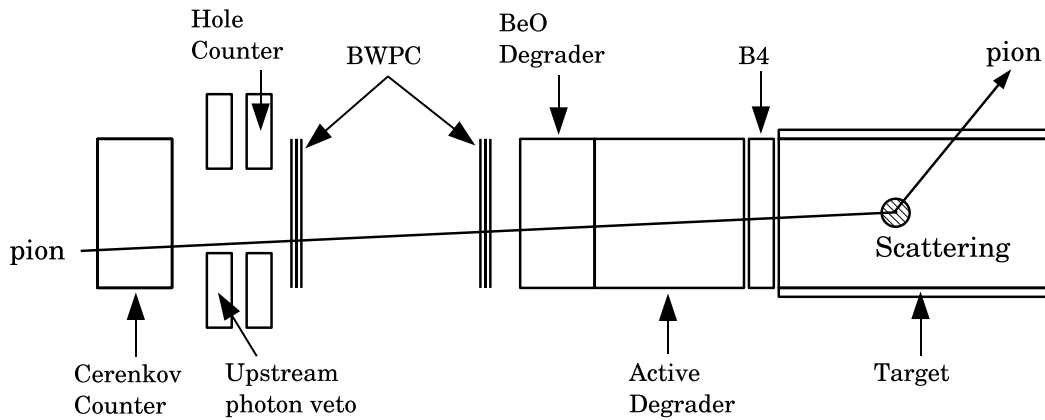 Hole
Counter
BWPC
BeO
Degrader
B4
pion
pion
Scattering
Cerenkov
Counter
Upstream
photon veto
Active
Degrader
Target